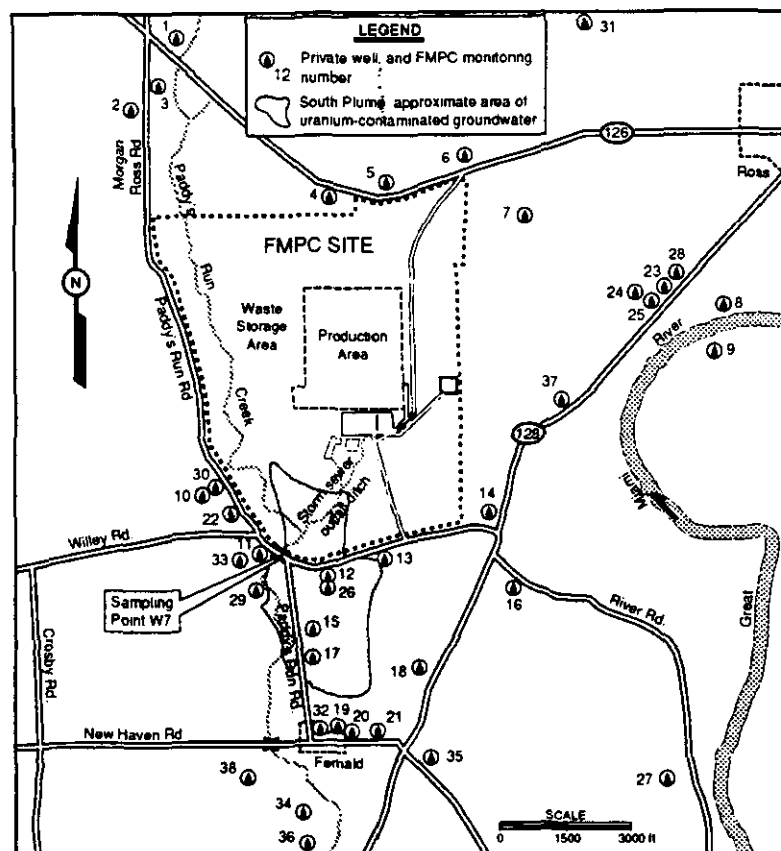 LEGEND
12
Private well, and FMPC monitoring
number
South Plume, approximate area of
uranium-contaminated groundwater
1
31
2
3
Morgan
Ross Rd
Paddy's
Run
Creek
126
4
5
6
Ross
7
FMPC SITE
N
Waste
Storage
Area
Production
Area
Paddy's Run Rd
28
23
24
25
8
River
9
37
128
Miami
Great
Storm sewer
outfall ditch
30
10
22
14
Willey Rd
11
33
13
12
26
29
Sampling
Point W7
16
River Rd.
Paddy's Run Rd
15
17
Crosby Rd.
18
32
19
20
21
New Haven Rd
Fernald
35
38
27
34
36
SCALE
0
1500
3000 ft